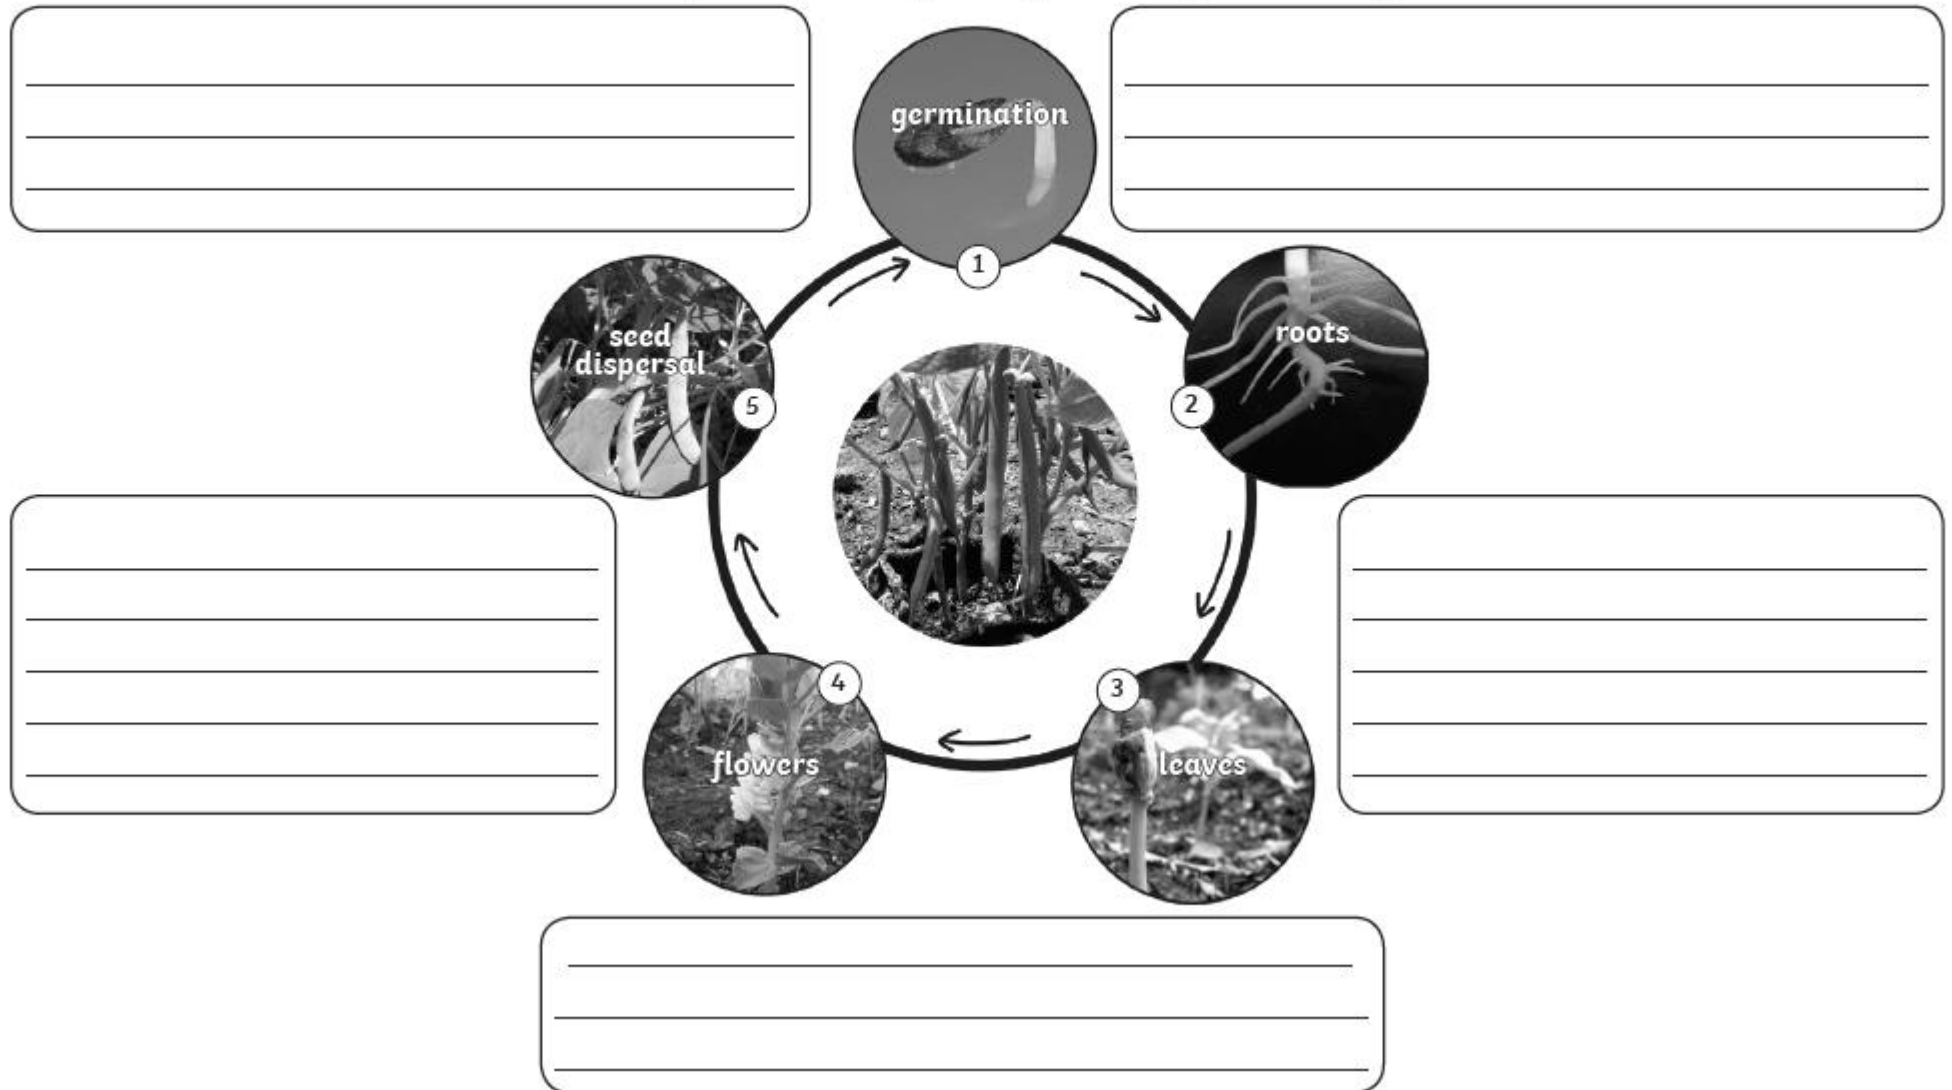 germination
1
seed
dispersal
5
roots
2
4
flowers
3
leaves